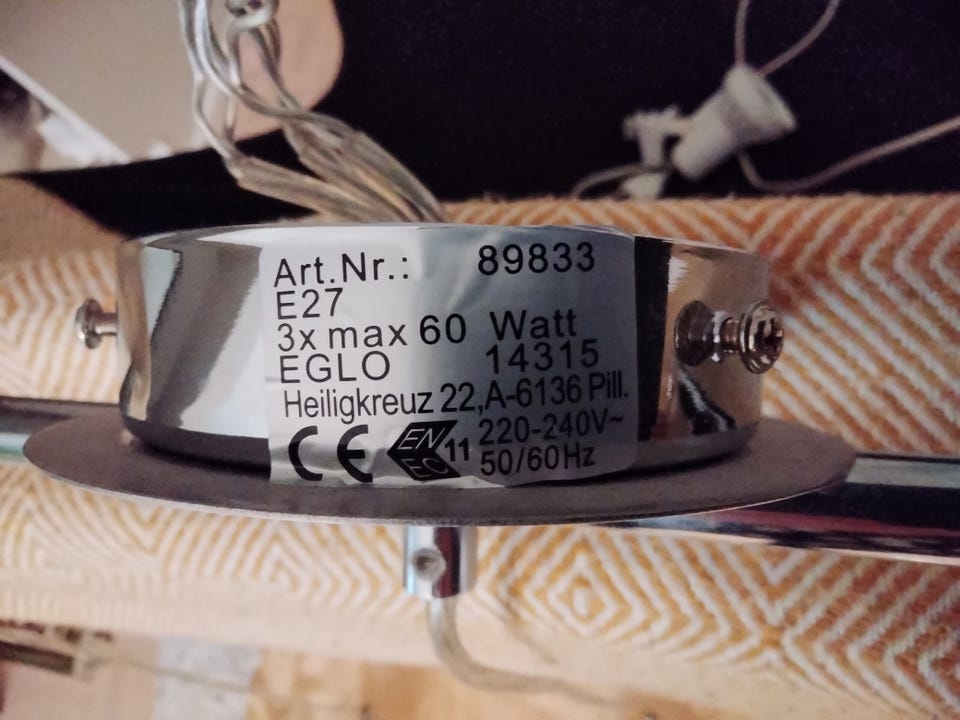 Art.Nr.: 89833
E27
3x max 60 Watt
EGLO 14315
Heiligkreuz 22,A-6136 Pill.
CE EN EC 11 220-240V~
50/60Hz